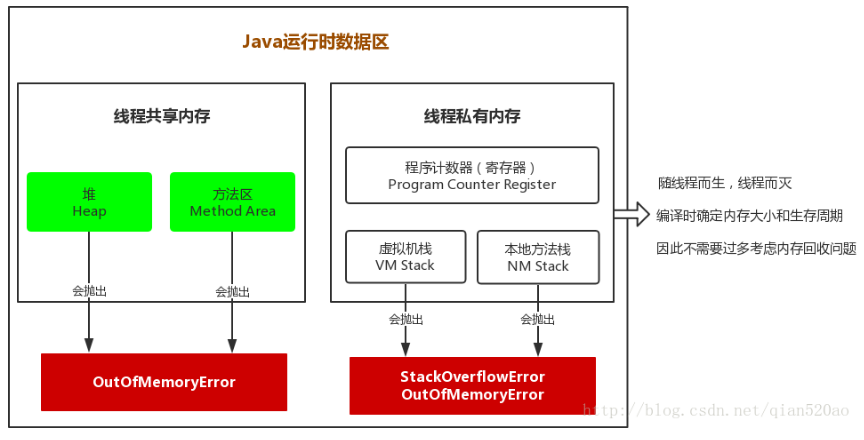 Java运行时数据区
线程共享内存
堆
Heap
方法区
Method Area
会抛出
会抛出
OutOfMemoryError
线程私有内存
程序计数器（寄存器）
Program Counter Register
虚拟机栈
VM Stack
本地方法栈
NM Stack
会抛出
会抛出
StackOverflowError
OutOfMemoryError
随线程而生，线程而灭
编译时确定内存大小和生存周期
因此不需要过多考虑内存回收问题
http://blog.csdn.net/qian520ao